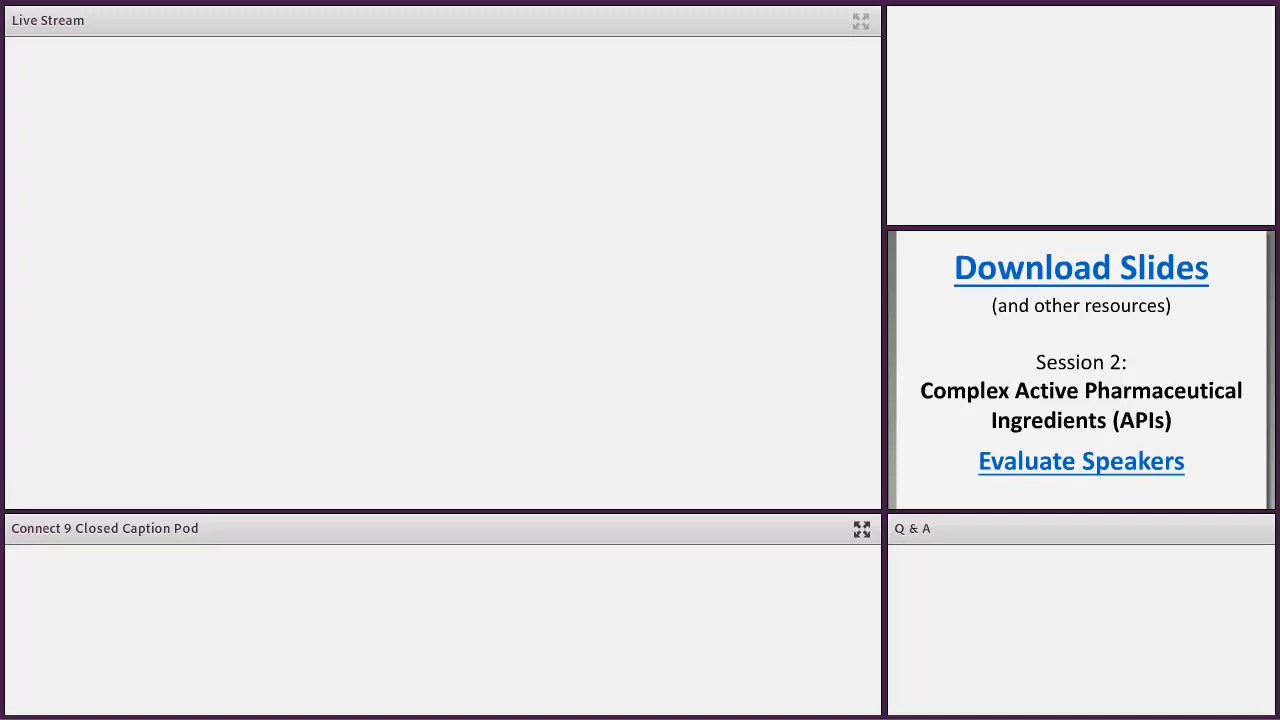 Live Stream
Download Slides
(and other resources)
Session 2:
Complex Active Pharmaceutical
Ingredients (APIs)
Evaluate Speakers
Connect 9 Closed Caption Pod
Q & A